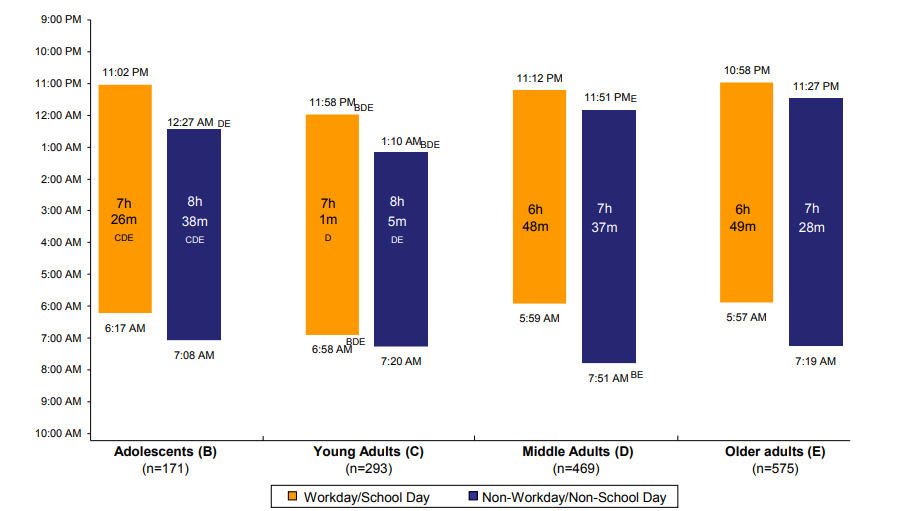 9:00 PM
10:00 PM
11:00 PM
12:00 AM
1:00 AM
2:00 AM
3:00 AM
4:00 AM
5:00 AM
6:00 AM
7:00 AM
8:00 AM
9:00 AM
10:00 AM
11:02 PM
7h
26m
CDE
6:17 AM
12:27 AM DE
8h
38m
CDE
7:08 AM
11:58 PM BDE
7h
1m
D
6:58 AM BDE
1:10 AM BDE
8h
5m
DE
7:20 AM
11:12 PM
6h
48m
5:59 AM
11:51 PM E
7h
37m
7:51 AM BE
10:58 PM
6h
49m
5:57 AM
11:27 PM
7h
28m
7:19 AM
Adolescents (B)
(n=171)
Young Adults (C)
(n=293)
Middle Adults (D)
(n=469)
Older adults (E)
(n=575)
Workday/School Day
Non-Workday/Non-School Day